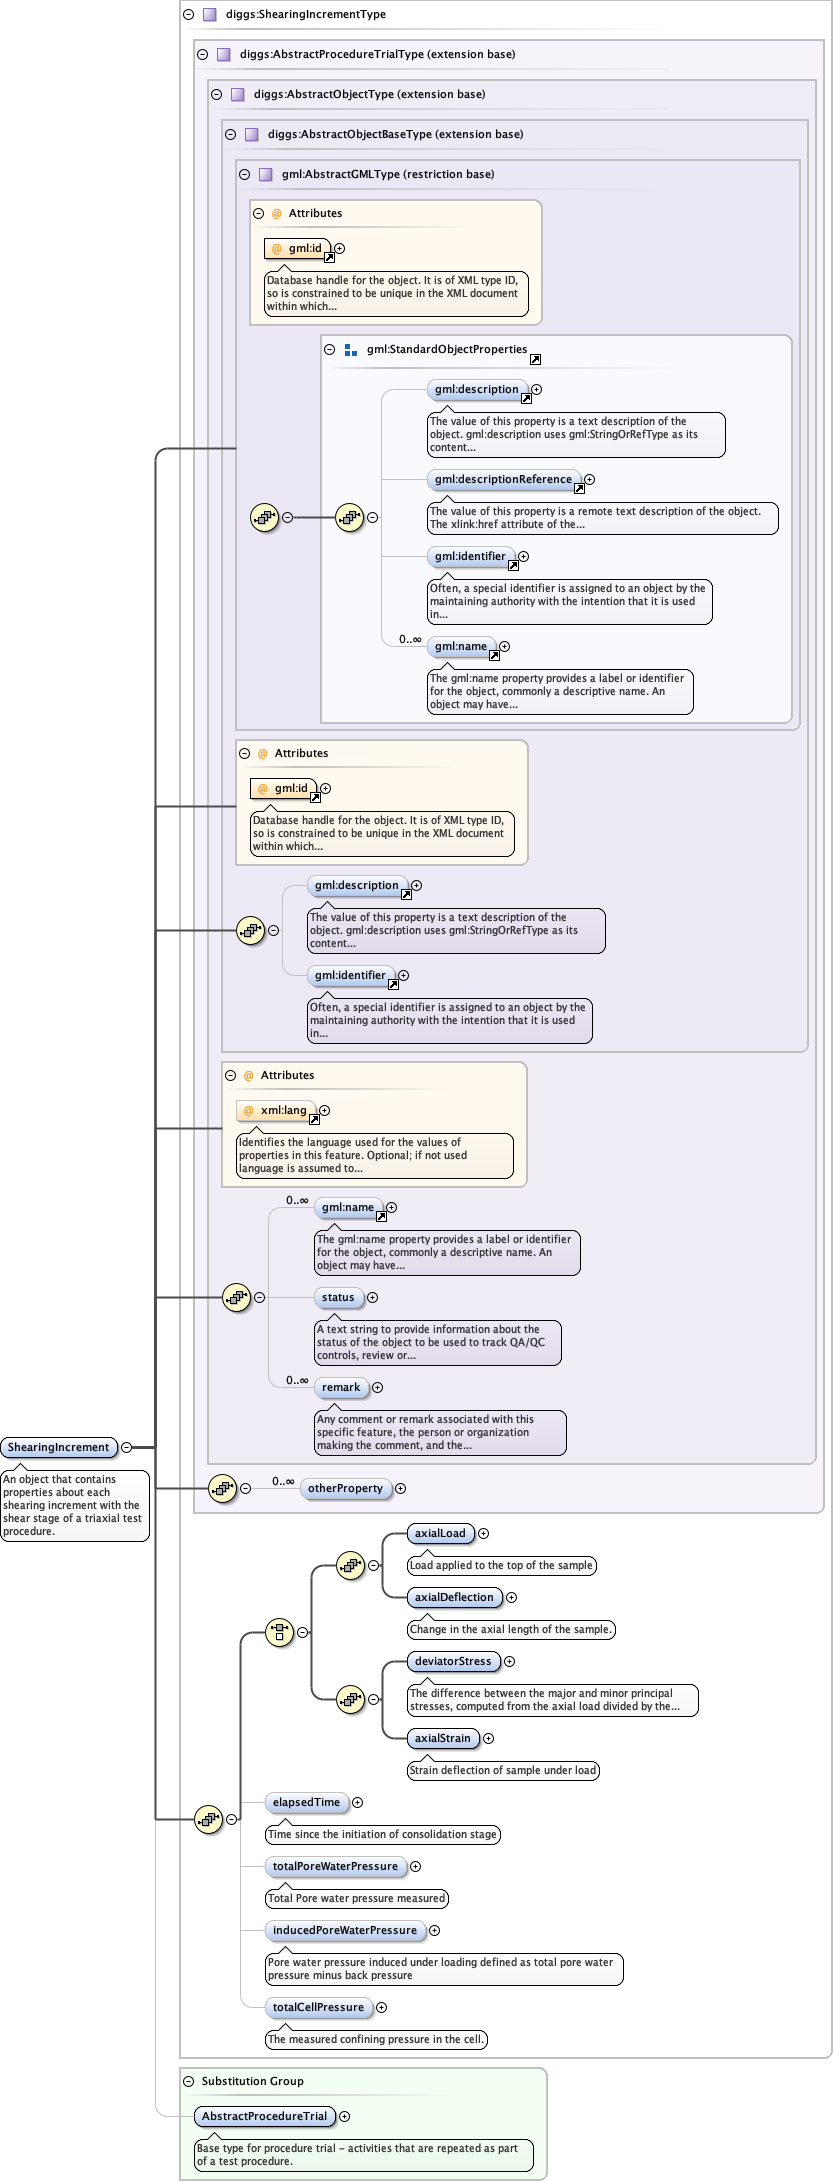 diggs:ShearingIncrementType
diggs:AbstractProcedureTrialType (extension base)
diggs:AbstractObjectType (extension base)
diggs:AbstractObjectBaseType (extension base)
gml:AbstractGMLType (restriction base)
@ Attributes
@ gml:id
Database handle for the object. It is of XML type ID,
so is constrained to be unique in the XML document
within which...
gml:StandardObjectProperties
gml:description
The value of this property is a text description of the
object. gml:description uses gml:StringOrRefType as its
content...
gml:descriptionReference
The value of this property is a remote text description of the object.
The xlink:href attribute of the...
gml:identifier
Often, a special identifier is assigned to an object by the
maintaining authority with the intention that it is used
in...
0..∞
gml:name
The gml:name property provides a label or identifier
for the object, commonly a descriptive name. An
object may have...
@ Attributes
@ gml:id
Database handle for the object. It is of XML type ID,
so is constrained to be unique in the XML document
within which...
gml:description
The value of this property is a text description of the
object. gml:description uses gml:StringOrRefType as its
content...
gml:identifier
Often, a special identifier is assigned to an object by the
maintaining authority with the intention that it is used
in...
@ Attributes
@ xml:lang
Identifies the language used for the values of
properties in this feature. Optional; if not used
language is assumed to...
0..∞
gml:name
The gml:name property provides a label or identifier
for the object, commonly a descriptive name. An
object may have...
status
A text string to provide information about the
status of the object to be used to track QA/QC
controls, review or...
0..∞
remark
Any comment or remark associated with this
specific feature, the person or organization
making the comment, and the...
ShearingIncrement
An object that contains
properties about each
shearing increment with the
shear stage of a triaxial test
procedure.
0..∞
otherProperty
axialLoad
Load applied to the top of the sample
axialDeflection
Change in the axial length of the sample.
deviatorStress
The difference between the major and minor principal
stresses, computed from the axial load divided by the...
axialStrain
Strain deflection of sample under load
elapsedTime
Time since the initiation of consolidation stage
totalPoreWaterPressure
Total Pore water pressure measured
inducedPoreWaterPressure
Pore water pressure induced under loading defined as total pore water
pressure minus back pressure
totalCellPressure
The measured confining pressure in the cell.
Substitution Group
AbstractProcedureTrial
Base type for procedure trial - activities that are repeated as part
of a test procedure.